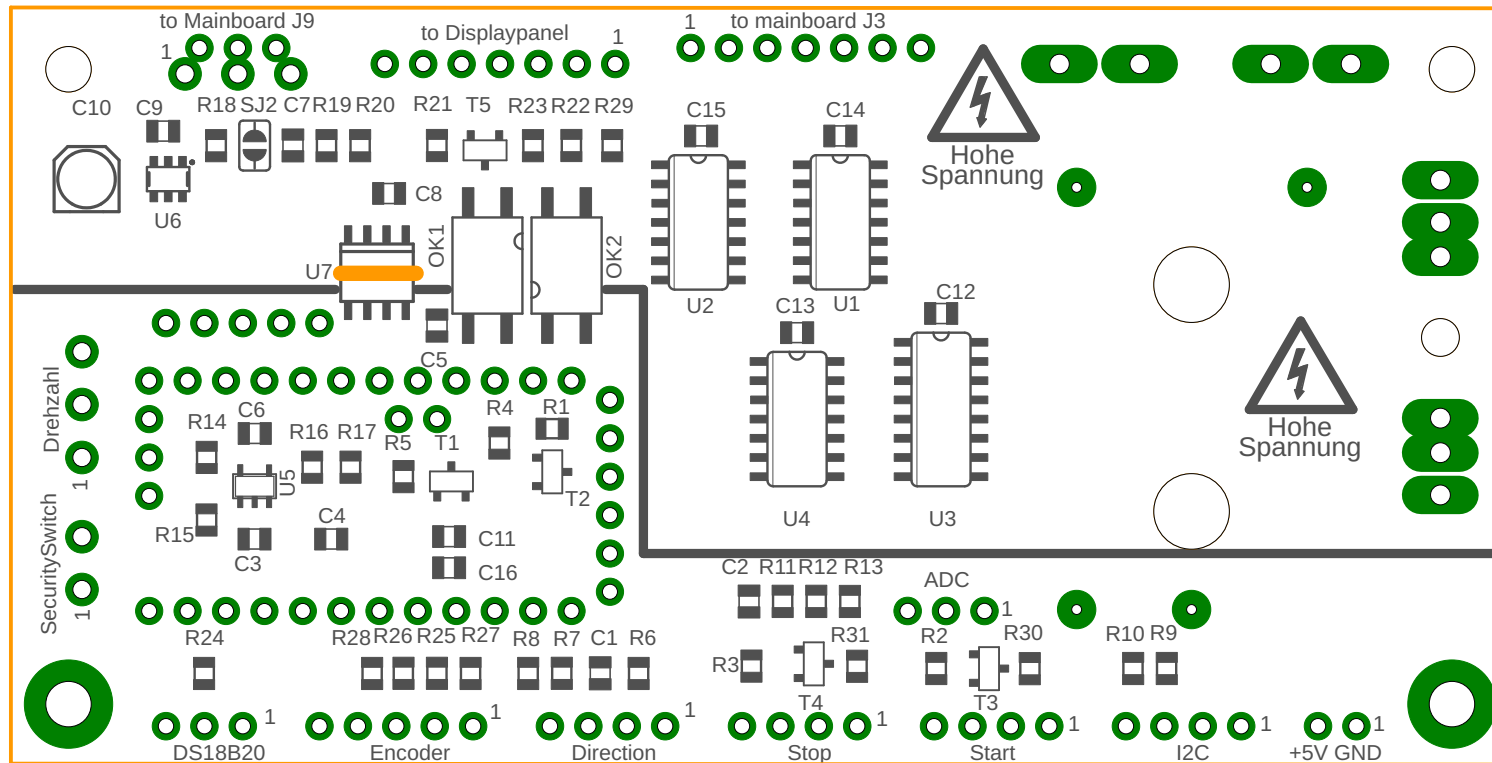 to Mainboard J9
to Displaypanel
to mainboard J3
1
1
1
C10
C9
R18 SJ2 C7 R19 R20
R21 T5 R23 R22 R29
C15
C14
Hohe
Spannung
U6
C8
OK1
OK2
U7
U2
U1
C13
C12
C5
Drehzahl
1
R14
C6
R16 R17
R5
T1
R4
R1
U5
T2
Hohe
Spannung
R15
C3
C4
C11
C16
U4
U3
SecuritySwitch
1
C2 R11 R12 R13
ADC
1
R24
R28 R26 R25 R27
R8 R7 C1 R6
R3
R31
R2
R30
R10 R9
T4
T3
1
1
1
1
1
1
1
DS18B20
Encoder
Direction
Stop
Start
I2C
+5V GND